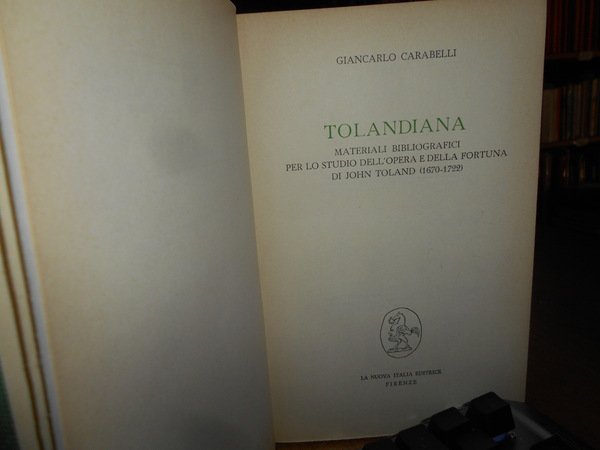 GIANCARLO CARABELLI
TOLANDIANA
MATERIALI BIBLIOGRAFICI
PER LO STUDIO DELL'OPERA E DELLA FORTUNA
DI JOHN TOLAND (1670-1722)
LA NUOVA ITALIA EDITRICE
FIRENZE